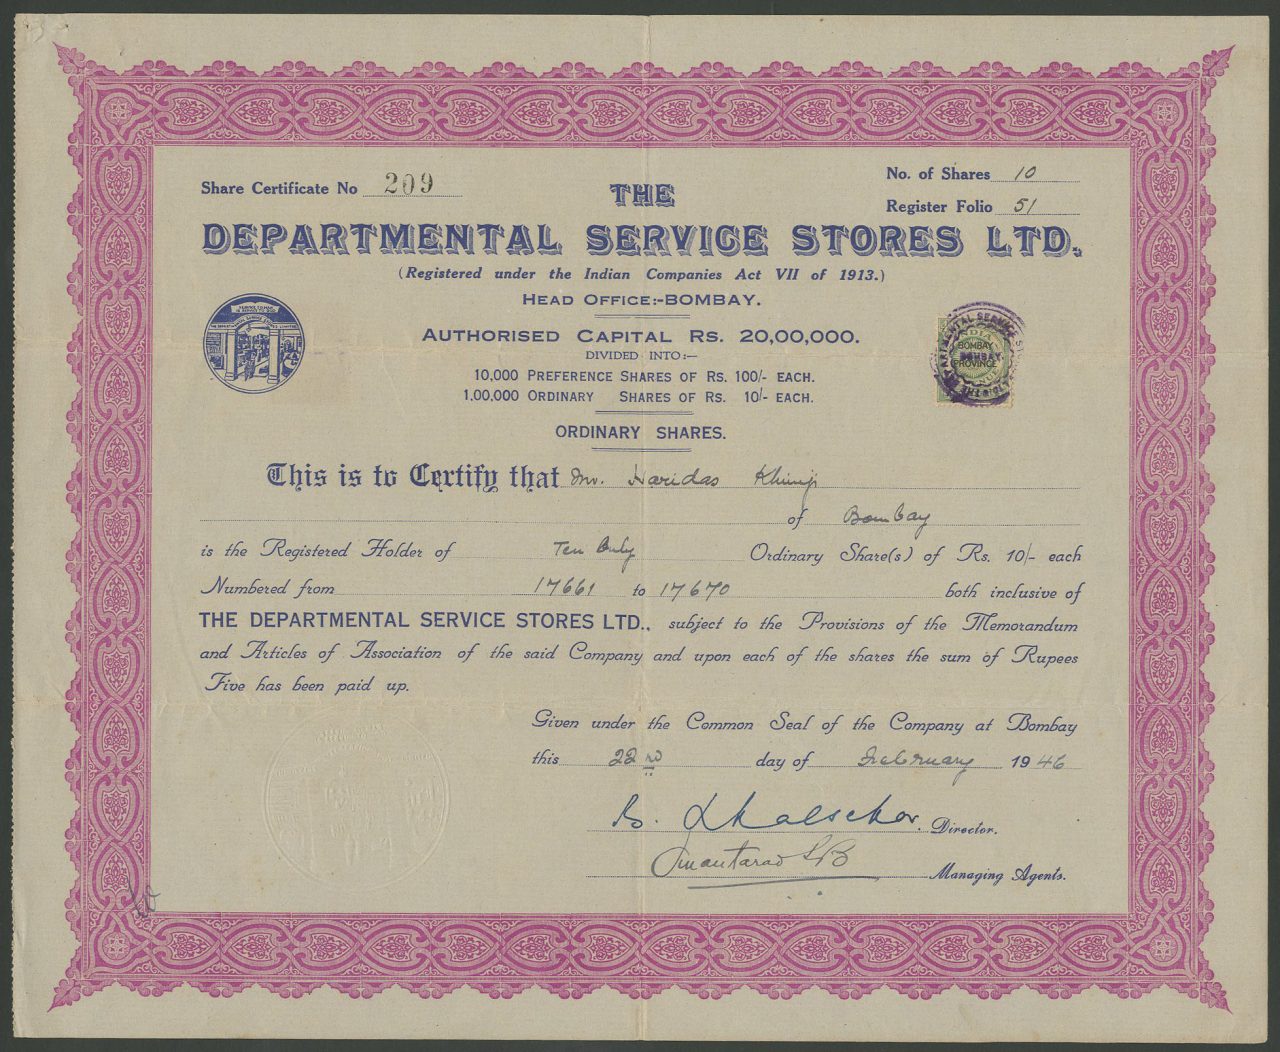 Share Certificate No 209
No. of Shares 10
Register Folio 51
THE
DEPARTMENTAL SERVICE STORES LTD.
(Registered under the Indian Companies Act VII of 1913.)
HEAD OFFICE:-BOMBAY.
AUTHORISED CAPITAL RS. 20,00,000.
DIVIDED INTO:—
10,000 PREFERENCE SHARES OF RS. 100/- EACH.
1,00,000 ORDINARY SHARES OF RS. 10/- EACH.
ORDINARY SHARES.
BOMBAY
BOMBAY
PROVINCE
This is to Certify that Mr. Haridas Khimji
of Bombay
is the Registered Holder of Ten Only Ordinary Share(s) of Rs. 10/- each
Numbered from 17661 to 17670 both inclusive of
THE DEPARTMENTAL SERVICE STORES LTD., subject to the Provisions of the Memorandum
and Articles of Association of the said Company and upon each of the shares the sum of Rupees
Five has been paid up.
Given under the Common Seal of the Company at Bombay
this 22nd day of February 1946
Director.
Managing Agents.